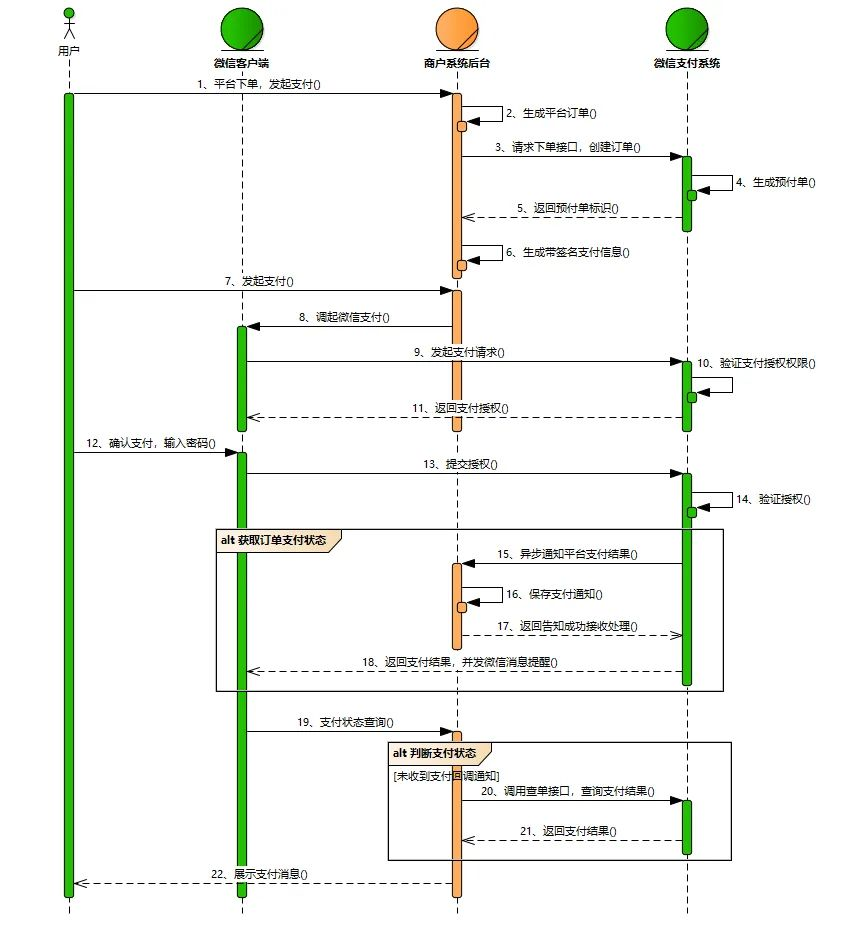 用户
微信客户端
商户系统后台
微信支付系统
1、平台下单，发起支付()
2、生成平台订单()
3、请求下单接口，创建订单()
4、生成预付单()
5、返回预付单标识()
6、生成带签名支付信息()
7、发起支付()
8、调起微信支付()
9、发起支付请求()
10、验证支付授权权限()
11、返回支付授权()
12、确认支付，输入密码()
13、提交授权()
14、验证授权()
alt 获取订单支付状态
15、异步通知平台支付结果()
16、保存支付通知()
17、返回告知成功接收处理()
18、返回支付结果，并发微信消息提醒()
19、支付状态查询()
alt 判断支付状态
[未收到支付回调通知]
20、调用查单接口，查询支付结果()
21、返回支付结果()
22、展示支付消息()